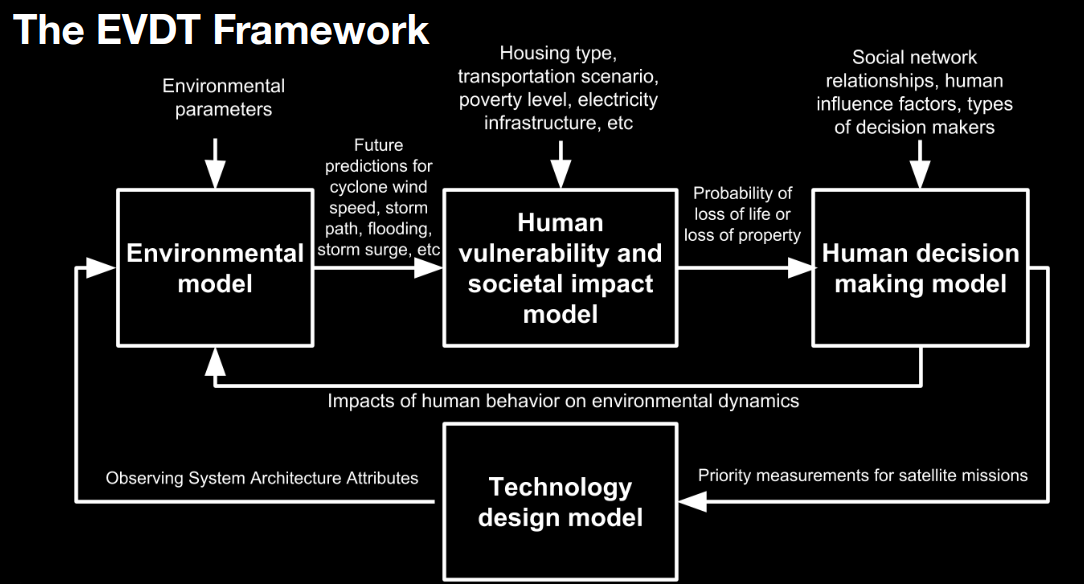 The EVDT Framework
Environmental
parameters
Housing type,
transportation scenario,
poverty level, electricity
infrastructure, etc
Social network
relationships, human
influence factors, types
of decision makers
Future
predictions for
cyclone wind
speed, storm
path, flooding,
storm surge, etc
Probability of
loss of life or
loss of property
Environmental
model
Human
vulnerability and
societal impact
model
Human decision
making model
Impacts of human behavior on environmental dynamics
Observing System Architecture Attributes
Technology
design model
Priority measurements for satellite missions